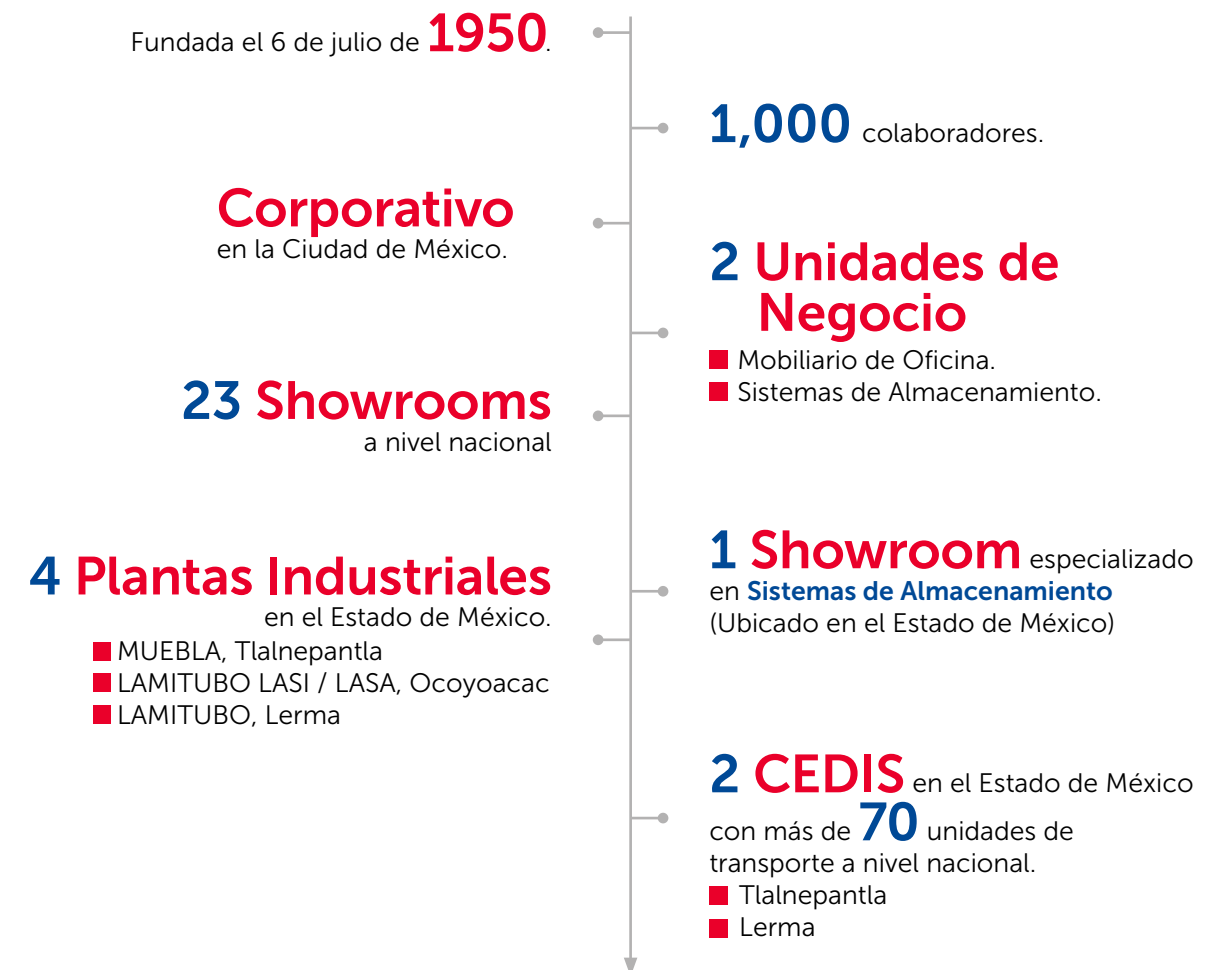 Fundada el 6 de julio de 1950.
1,000 colaboradores.
Corporativo
en la Ciudad de México.
2 Unidades de
Negocio
■ Mobiliario de Oficina.
■ Sistemas de Almacenamiento.
23 Showrooms
a nivel nacional
1 Showroom especializado
en Sistemas de Almacenamiento
(Ubicado en el Estado de México)
4 Plantas Industriales
en el Estado de México.
■ MUEBLA, Tlalnepantla
■ LAMITUBO LASI / LASA, Ocoyoacac
■ LAMITUBO, Lerma
2 CEDIS en el Estado de México
con más de 70 unidades de
transporte a nivel nacional.
■ Tlalnepantla
■ Lerma